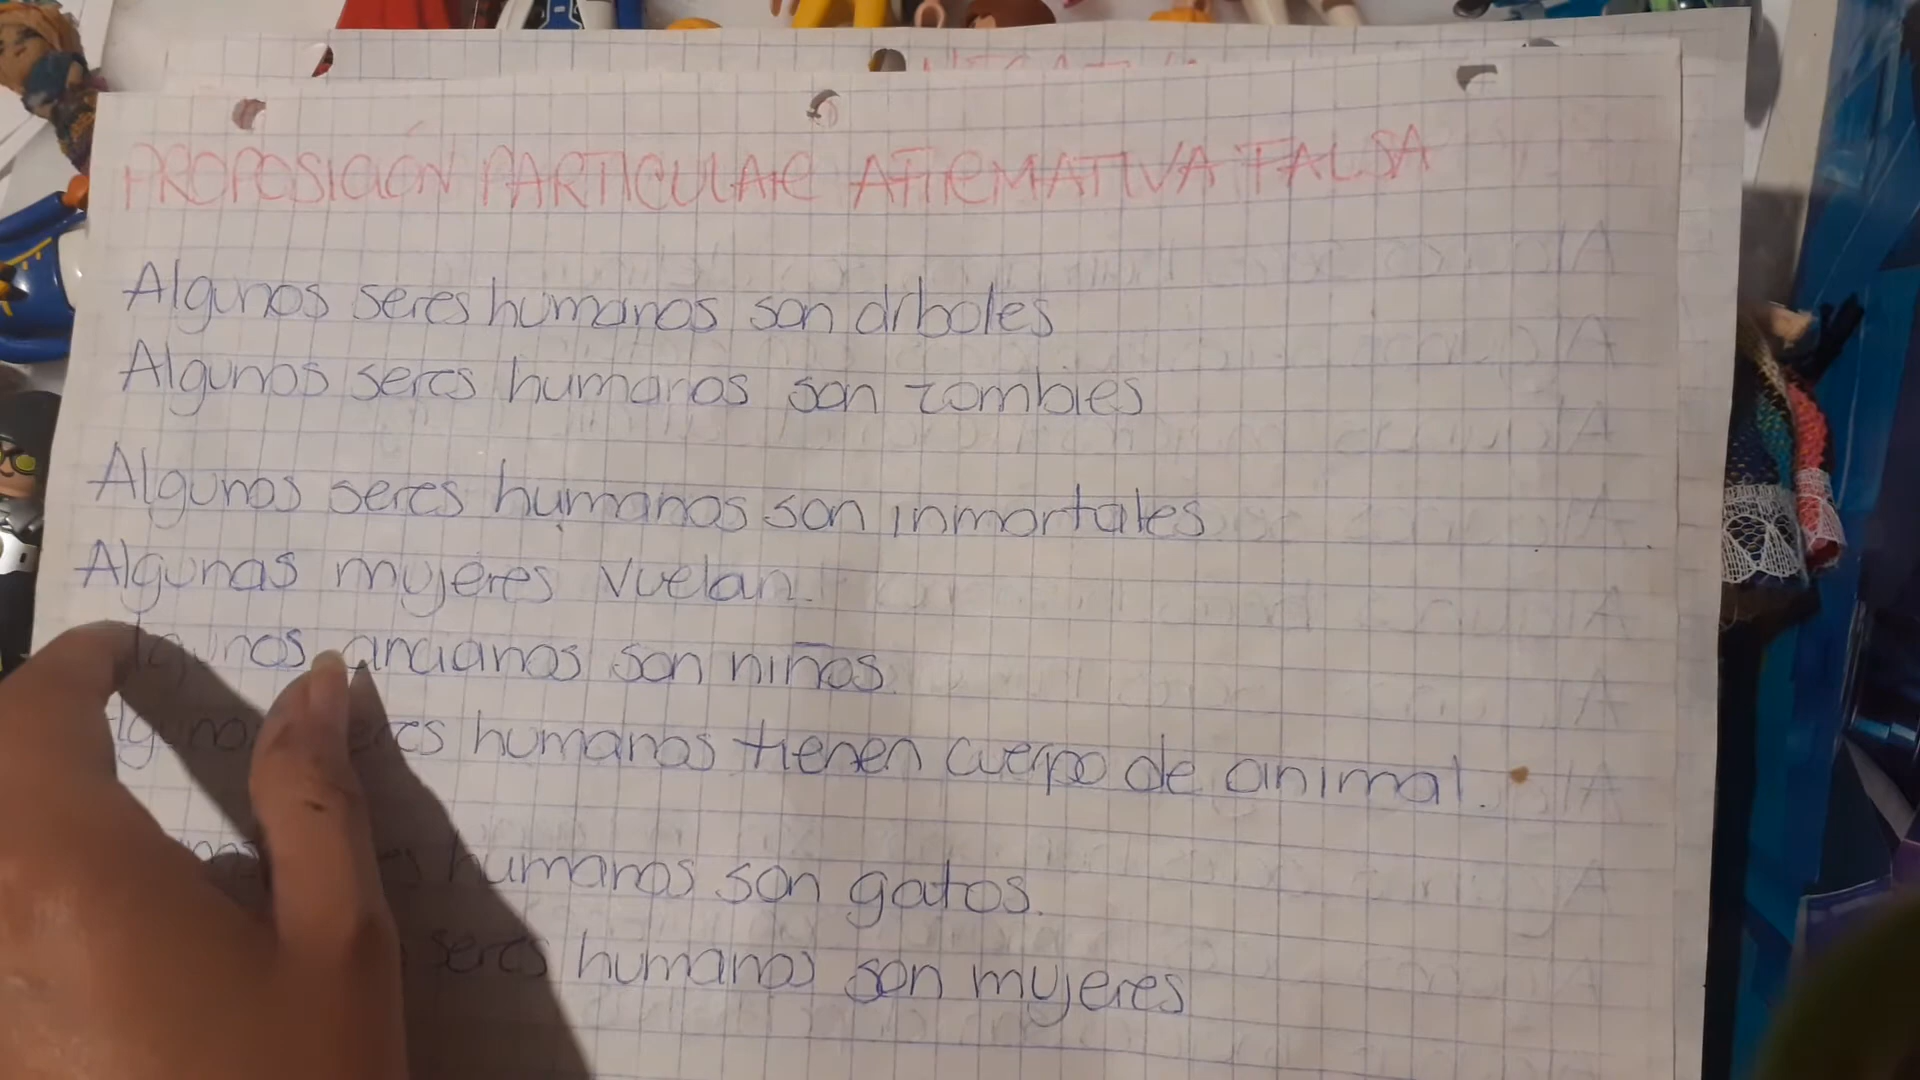 PROPOSICIÓN PARTICULAR AFIRMATIVA FALSA
Algunos seres humanos son árboles
Algunos seres humanos son zombies
Algunos seres humanos son inmortales
Algunas mujeres vuelan.
ancianos son niños.
humanos tienen cuerpo de animal.
humanos son gatos.
seres humanos son mujeres